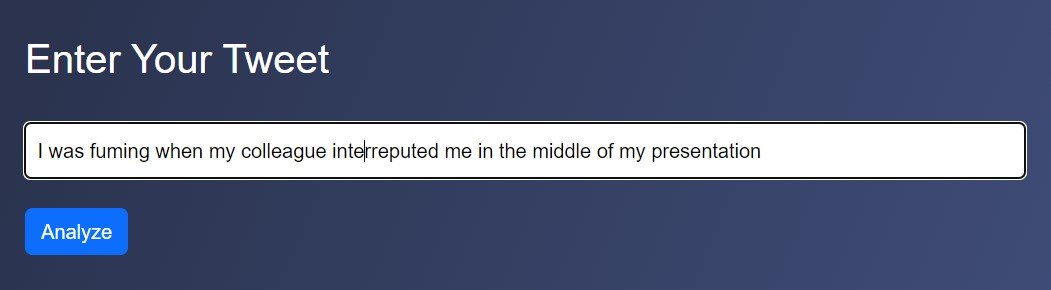 Enter Your Tweet
I was fuming when my colleague interreputed me in the middle of my presentation
Analyze